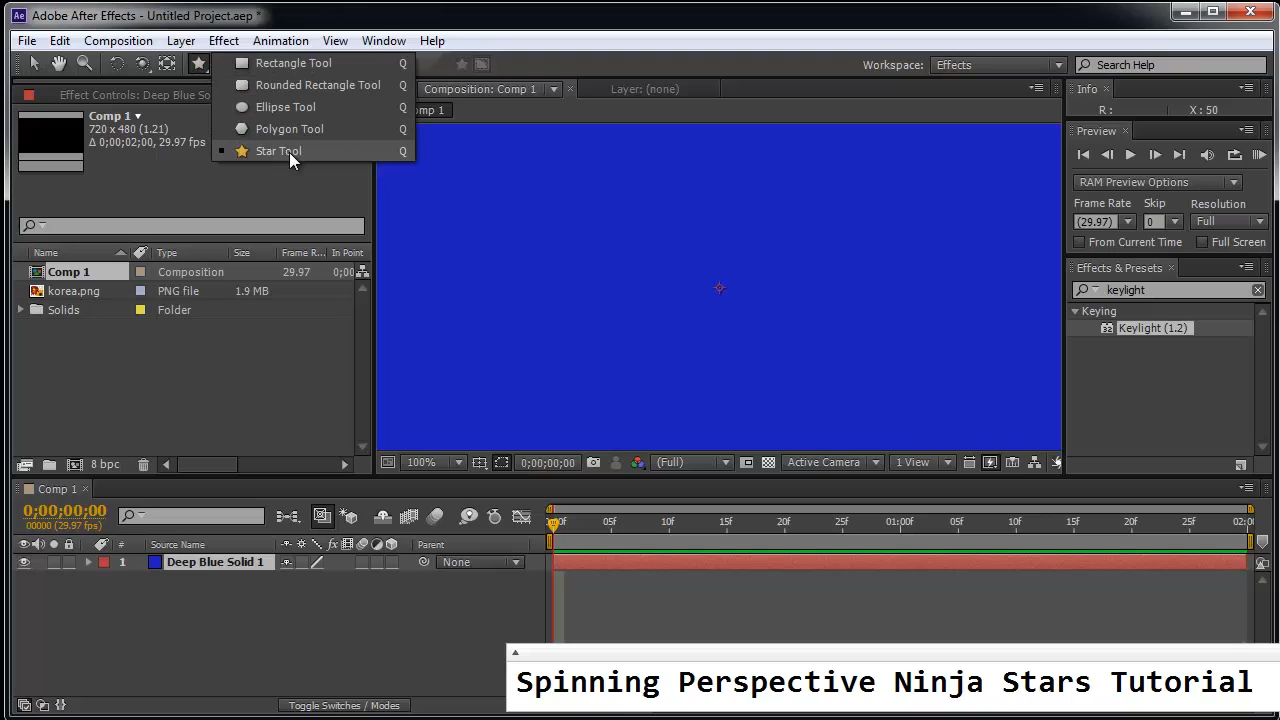 Adobe After Effects - Untitled Project.aep *
File Edit Composition Layer Effect Animation View Window Help
Workspace: Effects Search Help
Rectangle Tool Q
Rounded Rectangle Tool Q
Ellipse Tool Q
Polygon Tool Q
Star Tool Q
Effect Controls: Deep Blue So
Comp 1
720 x 480 (1.21)
Δ 0;00;02;00, 29.97 fps
Name Type Size Frame R... In Point
Comp 1 Composition 29.97 0;00
korea.png PNG file 1.9 MB
Solids Folder
8 bpc
Composition: Comp 1 Layer: (none)
omp 1
100% 0;00;00;00 (Full) Active Camera 1 View
Info
R : X : 50
Preview
RAM Preview Options
Frame Rate Skip Resolution
(29.97) 0 Full
From Current Time Full Screen
Effects & Presets
keylight
Keying
32 Keylight (1.2)
Comp 1
0;00;00;00
00000 (29.97 fps)
05f 10f 15f 20f 25f 01:00f 05f 10f 15f 20f 25f 02:0
# Source Name Parent
1 Deep Blue Solid 1 None
Toggle Switches / Modes
Spinning Perspective Ninja Stars Tutorial